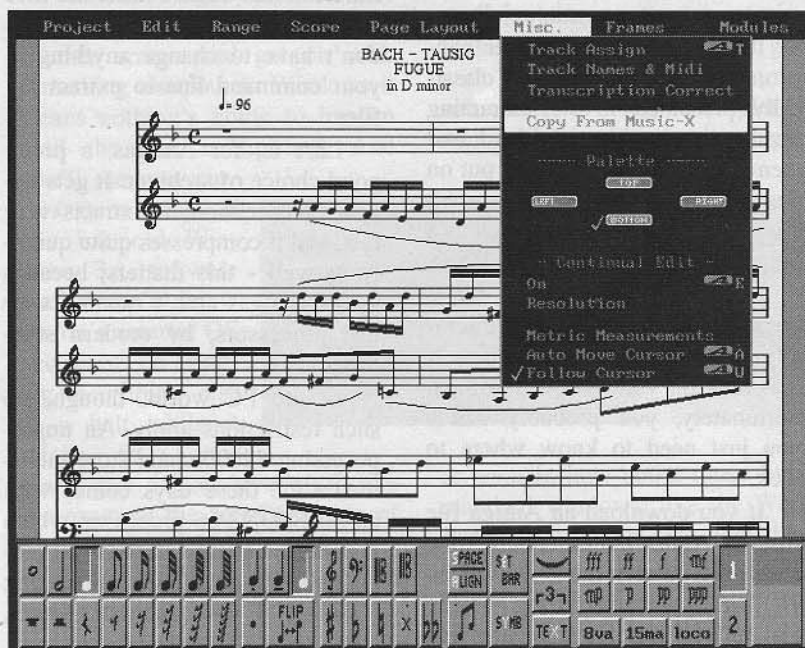 Project Edit Range Score Page Layout Misc. Frames Modules
BACH - TAUSIG
FUGUE
in D minor
= 96
Track Assign T
Track Names & Midi
Transcription Correct
Copy From Music-X
Palette
TOP
LEFT RIGHT
BOTTOM
Continual Edit
On E
Resolution
Metric Measurements
Auto Move Cursor A
Follow Cursor U
SPACE SET fff ff f mf 1
ALIGN BAR
3 mp p pp ppp
FLIP SYMB TEXT 8va 15ma loco 2